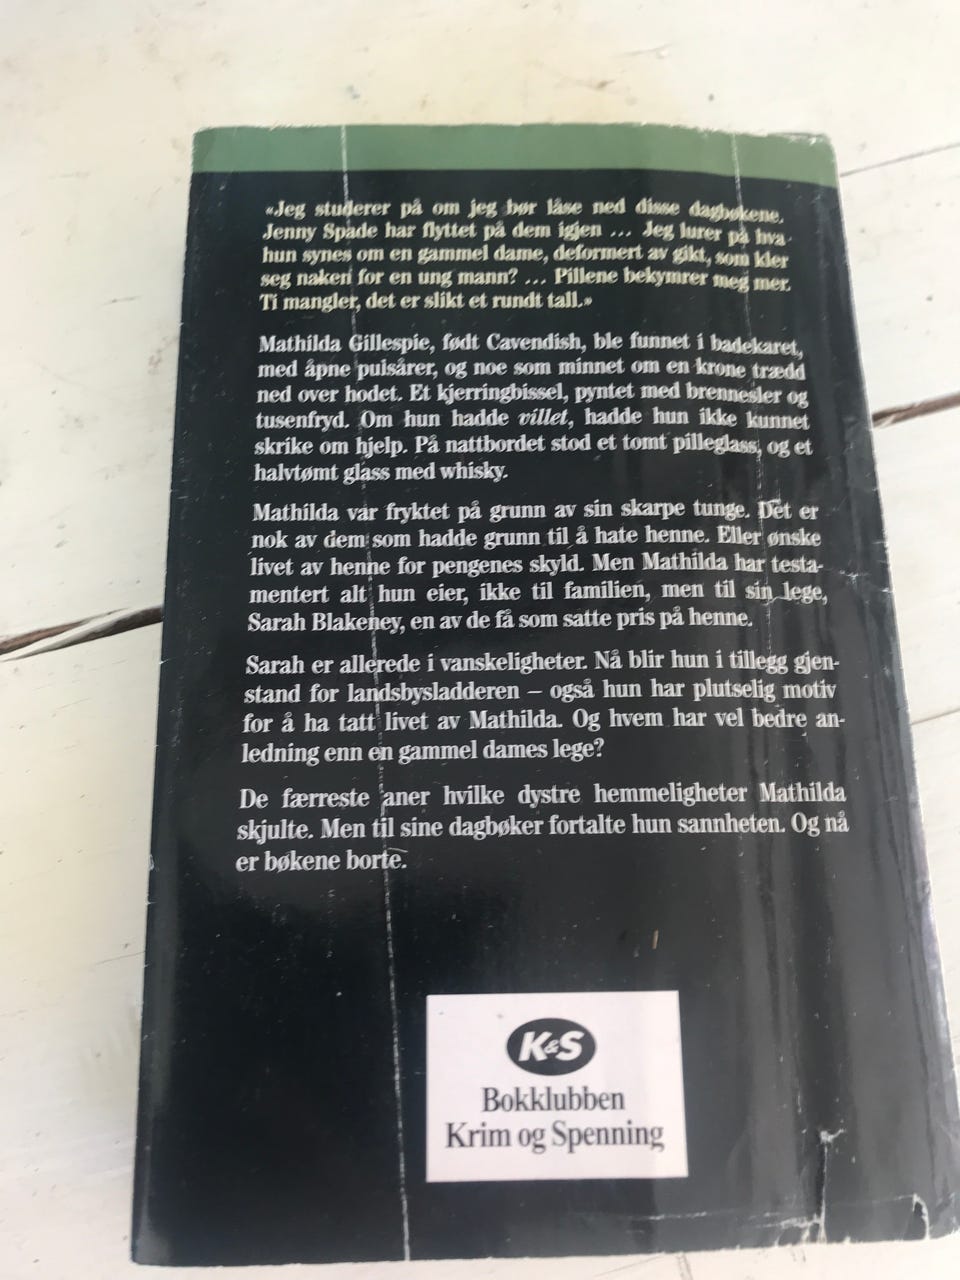 «Jeg studerer på om jeg bør låse ned disse dagbøkene.
Jenny Spade har flyttet på dem igjen ... Jeg lurer på hva
hun synes om en gammel dame, deformert av gikt, som kler
seg naken for en ung mann? ... Pillene bekymrer meg mer.
Ti mangler, det er slikt et rundt tall.»
Mathilda Gillespie, født Cavendish, ble funnet i badekaret,
med åpne pulsårer, og noe som minnet om en krone trædd
ned over hodet. Et kjerringbissel, pyntet med brennesler og
tusenfryd. Om hun hadde villet, hadde hun ikke kunnet
skrike om hjelp. På nattbordet stod et tomt pilleglass, og et
halvtømt glass med whisky.
Mathilda var fryktet på grunn av sin skarpe tunge. Det er
nok av dem som hadde grunn til å hate henne. Eller ønske
livet av henne for pengenes skyld. Men Mathilda har testa-
mentert alt hun eier, ikke til familien, men til sin lege,
Sarah Blakeney, en av de få som satte pris på henne.
Sarah er allerede i vanskeligheter. Nå blir hun i tillegg gjen-
stand for landsbysladderen – også hun har plutselig motiv
for å ha tatt livet av Mathilda. Og hvem har vel bedre an-
ledning enn en gammel dames lege?
De færreste aner hvilke dystre hemmeligheter Mathilda
skjulte. Men til sine dagbøker fortalte hun sannheten. Og nå
er bøkene borte.
K&S
Bokklubben
Krim og Spenning